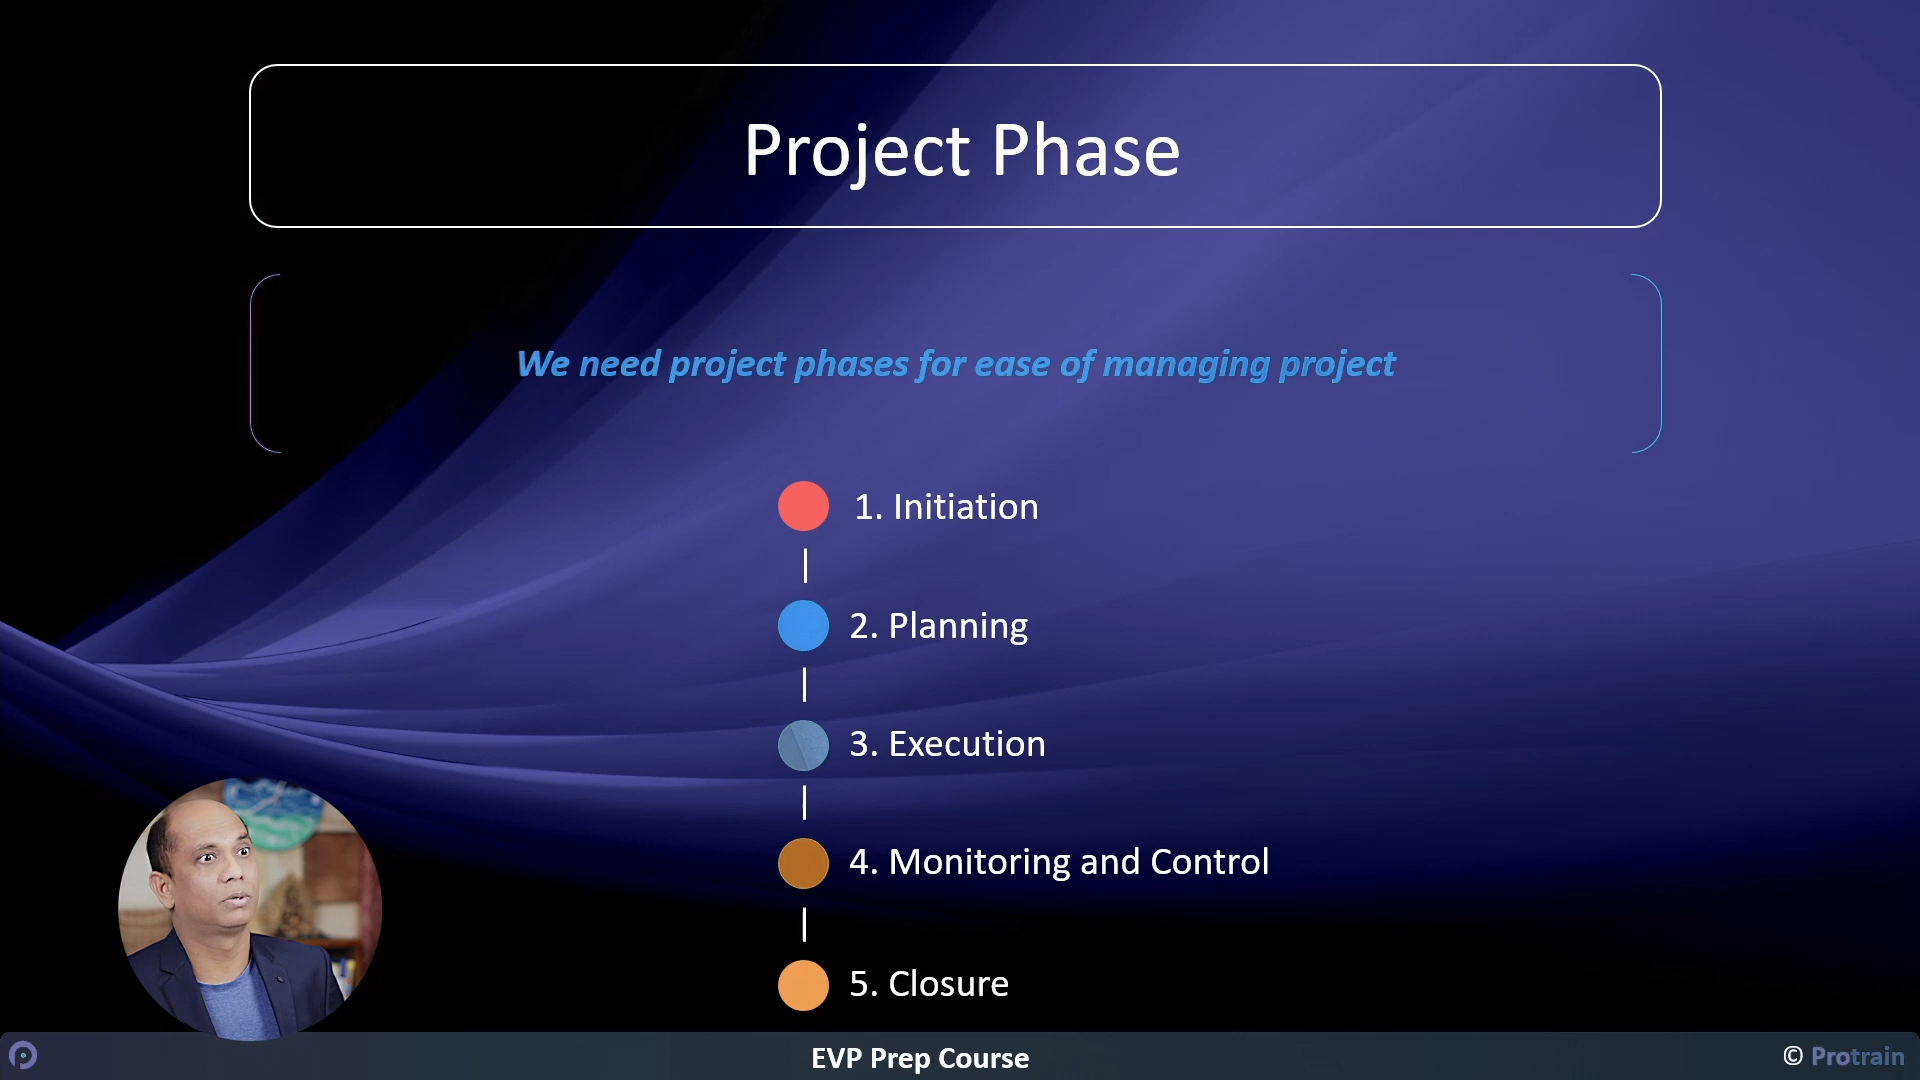 Project Phase
We need project phases for ease of managing project
1. Initiation
2. Planning
3. Execution
4. Monitoring and Control
5. Closure
EVP Prep Course
© Protrain